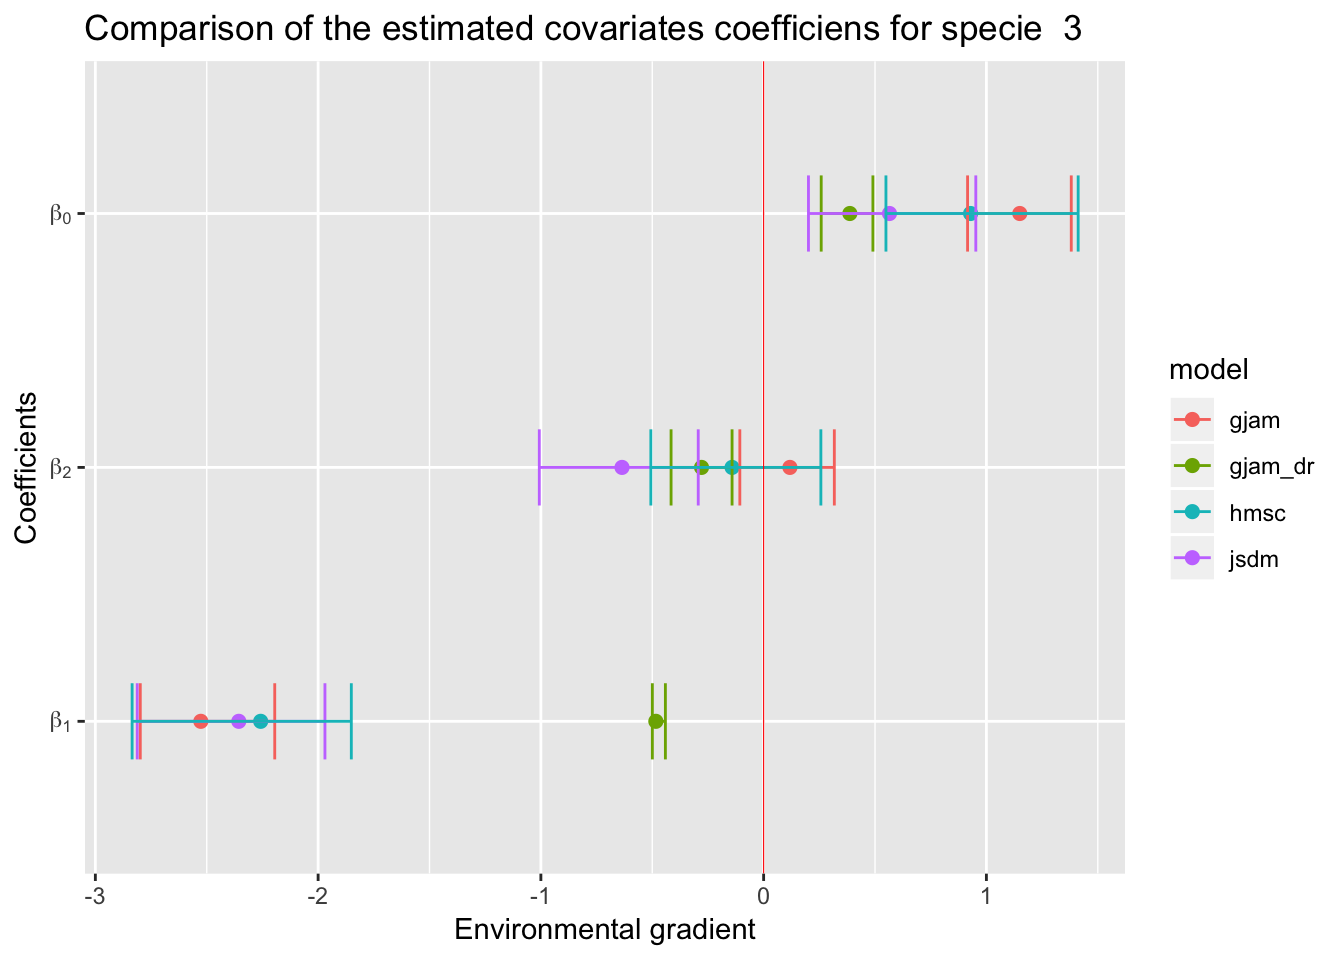 Comparison of the estimated covariates coefficiens for specie  3
β₀
β₂
β₁
Coefficients
-3 -2 -1 0 1
Environmental gradient
model
gjam
gjam_dr
hmsc
jsdm